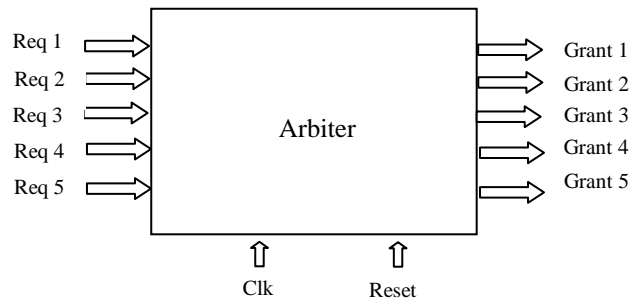 Req 1
Req 2
Req 3
Req 4
Req 5
Arbiter
Grant 1
Grant 2
Grant 3
Grant 4
Grant 5
Clk
Reset